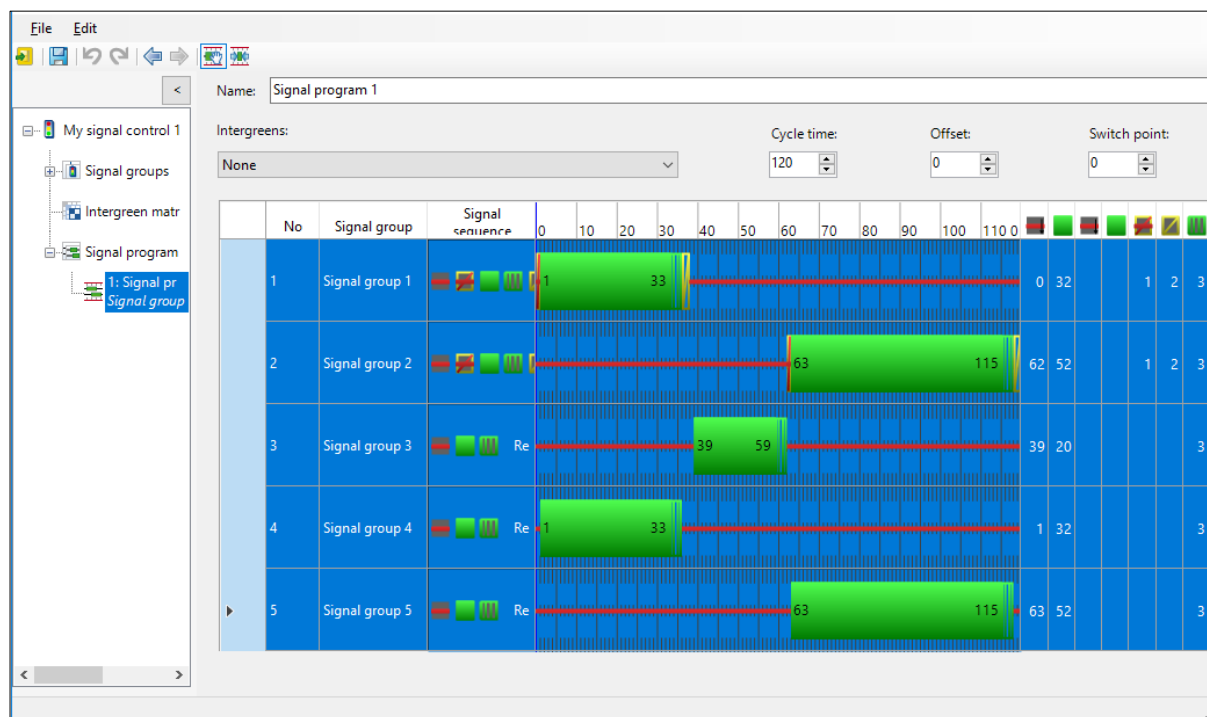 File Edit
<
Name: Signal program 1
My signal control 1
Signal groups
Intergreen matr
Signal program
1: Signal pr
Signal group
Intergreens:
None
Cycle time:
120
Offset:
0
Switch point:
0
No Signal group Signal sequence 0 10 20 30 40 50 60 70 80 90 100 110 0
1 Signal group 1 1 33 0 32 1 2 3
2 Signal group 2 63 115 62 52 1 2 3
3 Signal group 3 Re 39 59 39 20 3
4 Signal group 4 Re 1 33 1 32 3
5 Signal group 5 Re 63 115 63 52 3